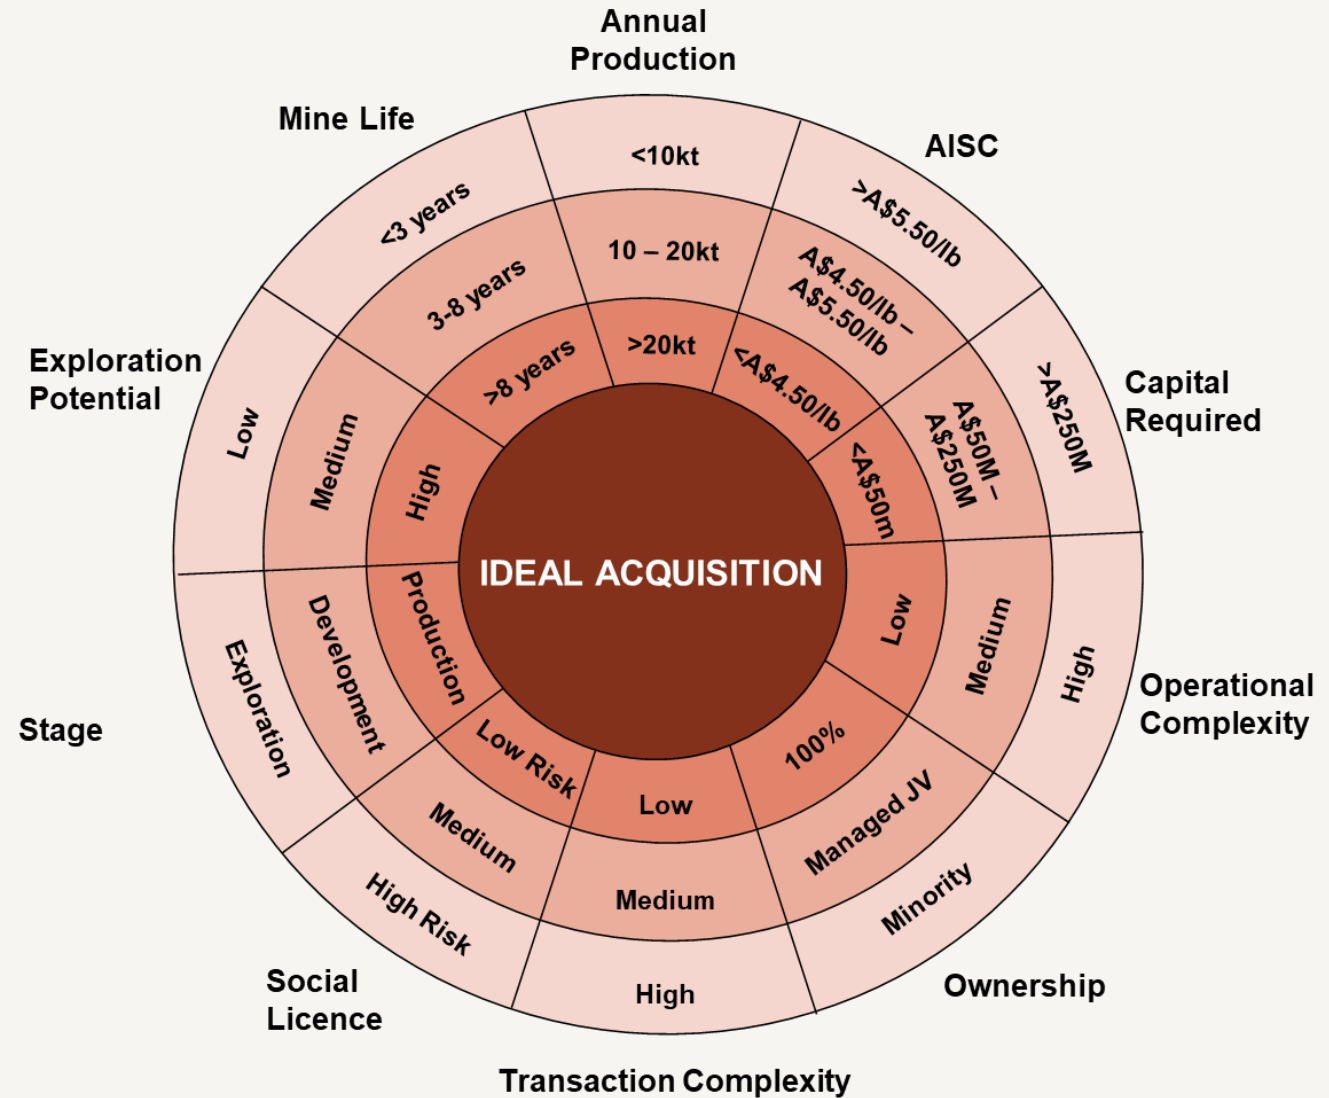 Annual
Production
<10kt
10 – 20kt
>20kt
AISC
>A$5.50/lb
A$4.50/lb –
A$5.50/lb
<A$4.50/lb
Capital
Required
>A$250M
A$50M –
A$250M
<A$50m
Operational
Complexity
High
Medium
Low
Ownership
Minority
Managed JV
100%
Transaction Complexity
High
Medium
Low
Social
Licence
High Risk
Medium
Low Risk
Stage
Exploration
Development
Production
Exploration
Potential
Low
Medium
High
Mine Life
<3 years
3-8 years
>8 years
IDEAL ACQUISITION